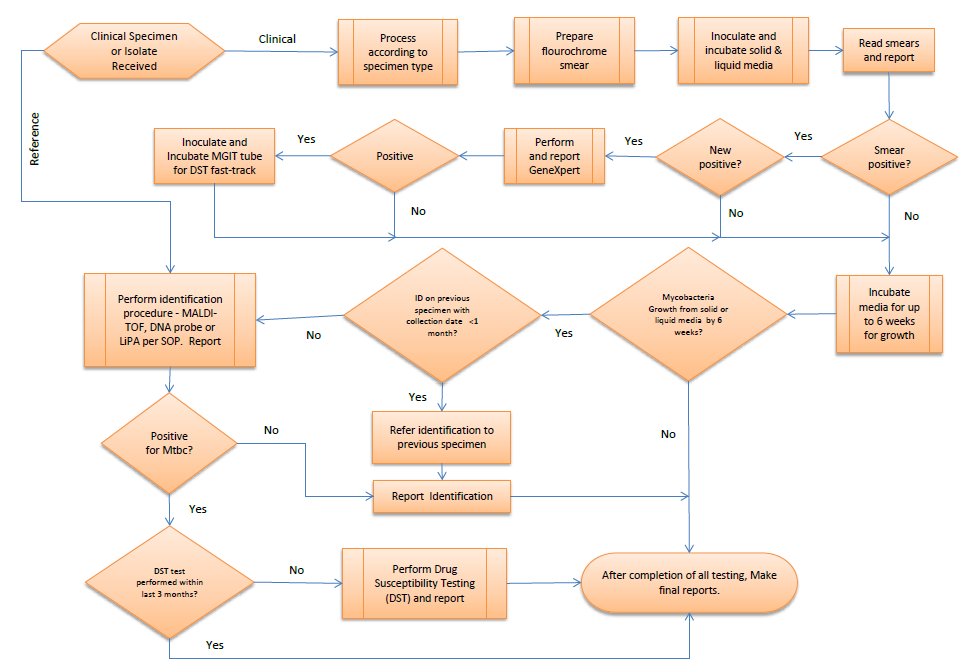 Clinical Specimen
or Isolate
Received
Clinical
Process
according to
specimen type
Prepare
flourochrome
smear
Inoculate and
incubate solid &
liquid media
Read smears
and report
Reference
Inoculate and
Incubate MGIT tube
for DST fast-track
Yes
Positive
Perform
and report
GeneXpert
Yes
New
positive?
Yes
Smear
positive?
No
No
No
Perform identification
procedure - MALDI-
TOF, DNA probe or
LiPA per SOP.  Report
No
ID on previous
specimen with
collection date  <1
month?
Yes
Mycobacteria
Growth from solid or
liquid media  by 6
weeks?
Incubate
media for up
to 6 weeks
for growth
Yes
No
Positive
for Mtbc?
No
Refer identification to
previous specimen
Report  Identification
Yes
DST test
performed within
last 3 months?
No
Perform Drug
Susceptibility Testing
(DST) and report
After completion of all testing, Make
final reports.
Yes